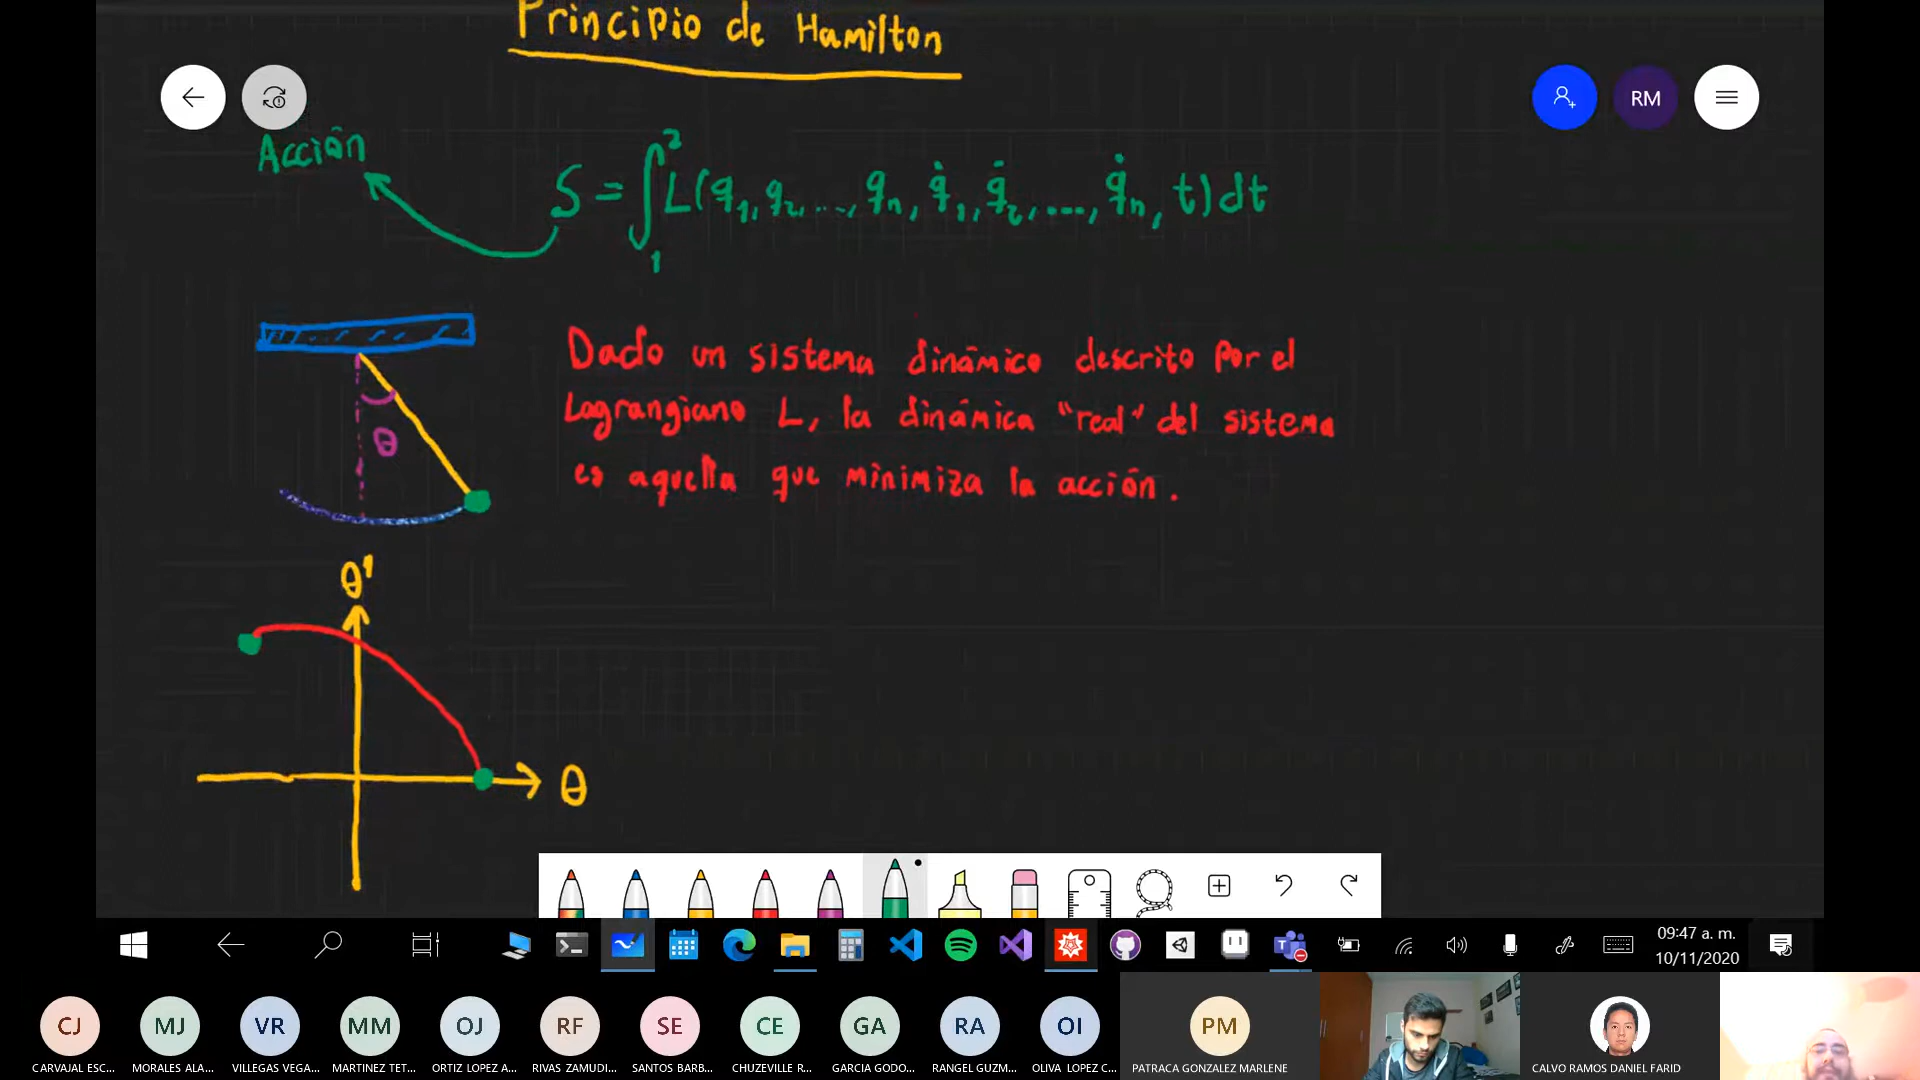 Principio de Hamilton
RM
Acción
S = ∫₁² L(q₁, q₂, ..., qₙ, q̇₁, q̇₂, ..., q̇ₙ, t) dt
Dado un sistema dinámico descrito por el
Lagrangiano L, la dinámica "real" del sistema
es aquella que minimiza la acción.
θ
θ'
θ
09:47 a. m.
10/11/2020
CJ MJ VR MM OJ RF SE CE GA RA OI PM
CARVAJAL ESC... MORALES ALA... VILLEGAS VEGA... MARTINEZ TET... ORTIZ LOPEZ A... RIVAS ZAMUDI... SANTOS BARB... CHUZEVILLE R... GARCIA GODO... RANGEL GUZM... OLIVA LOPEZ C... PATRACA GONZALEZ MARLENE CALVO RAMOS DANIEL FARID